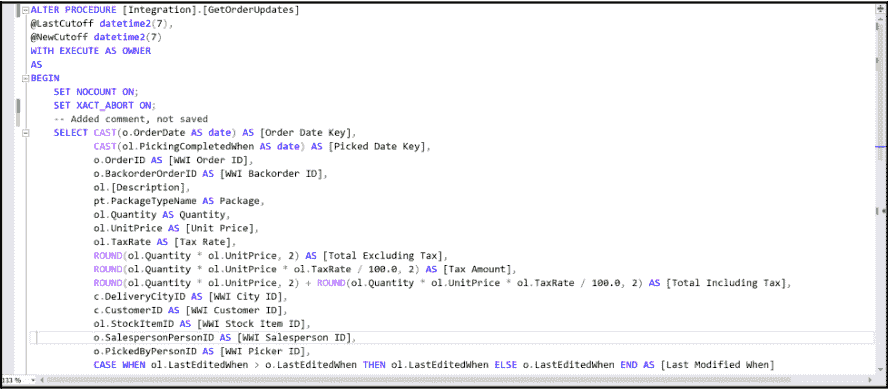 ALTER PROCEDURE [Integration].[GetOrderUpdates]
@LastCutoff datetime2(7),
@NewCutoff datetime2(7)
WITH EXECUTE AS OWNER
AS
BEGIN
SET NOCOUNT ON;
SET XACT_ABORT ON;
-- Added comment, not saved
SELECT CAST(o.OrderDate AS date) AS [Order Date Key],
CAST(ol.PickingCompletedWhen AS date) AS [Picked Date Key],
o.OrderID AS [WWI Order ID],
o.BackorderOrderID AS [WWI Backorder ID],
ol.[Description],
pt.PackageTypeName AS Package,
ol.Quantity AS Quantity,
ol.UnitPrice AS [Unit Price],
ol.TaxRate AS [Tax Rate],
ROUND(ol.Quantity * ol.UnitPrice, 2) AS [Total Excluding Tax],
ROUND(ol.Quantity * ol.UnitPrice * ol.TaxRate / 100.0, 2) AS [Tax Amount],
ROUND(ol.Quantity * ol.UnitPrice, 2) + ROUND(ol.Quantity * ol.UnitPrice * ol.TaxRate / 100.0, 2) AS [Total Including Tax],
c.DeliveryCityID AS [WWI City ID],
c.CustomerID AS [WWI Customer ID],
ol.StockItemID AS [WWI Stock Item ID],
o.SalespersonPersonID AS [WWI Salesperson ID],
o.PickedByPersonID AS [WWI Picker ID],
CASE WHEN ol.LastEditedWhen > o.LastEditedWhen THEN ol.LastEditedWhen ELSE o.LastEditedWhen END AS [Last Modified When]